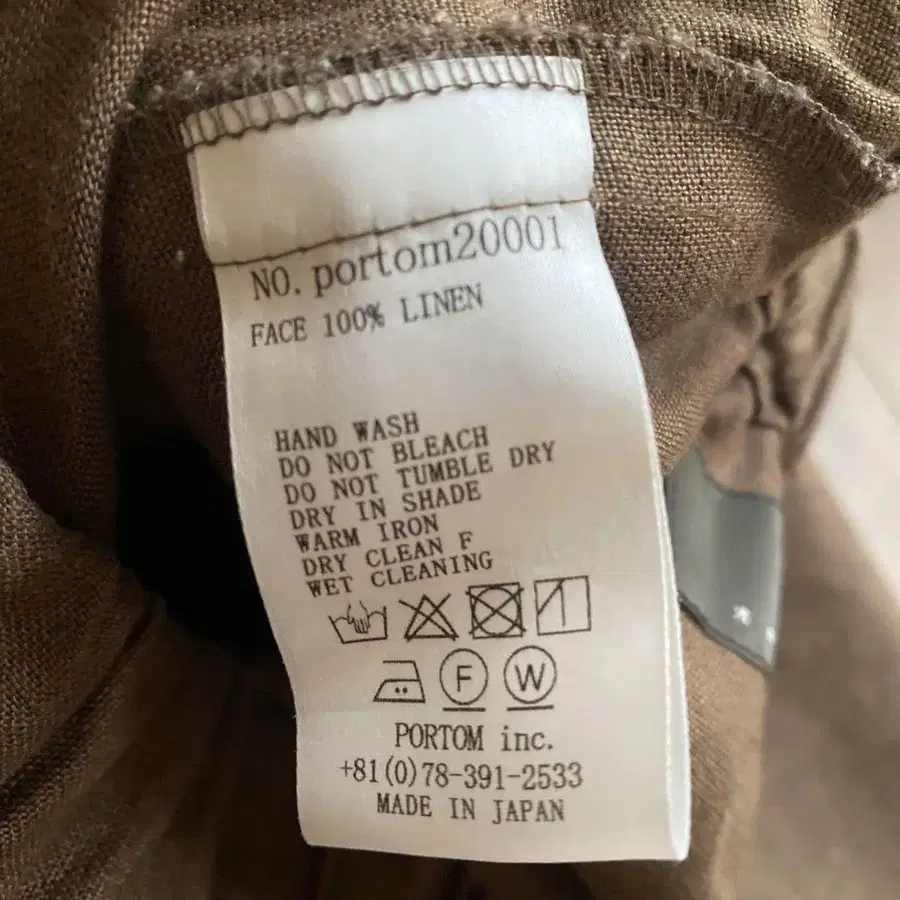 NO. portom20001
FACE 100% LINEN
HAND WASH
DO NOT BLEACH
DO NOT TUMBLE DRY
DRY IN SHADE
WARM IRON
DRY CLEAN F
WET CLEANING
F W
PORTOM inc.
+81(0)78-391-2533
MADE IN JAPAN